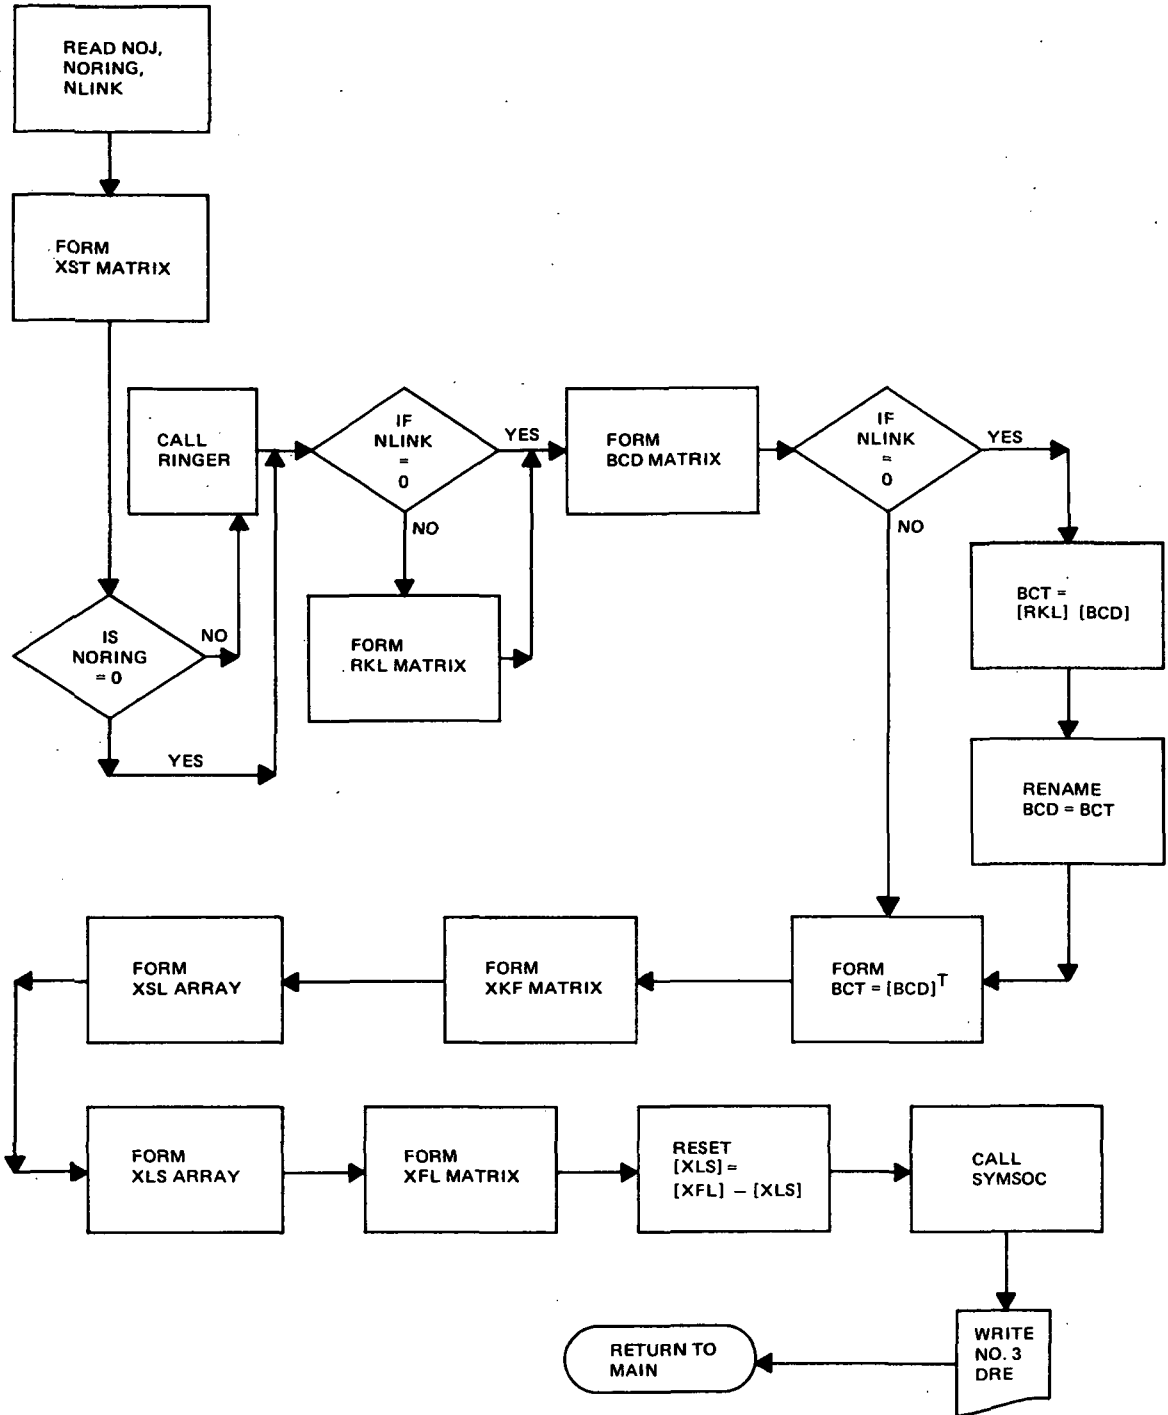 READ NOJ,
NORING,
NLINK
FORM
XST MATRIX
IS
NORING
= 0
NO
YES
CALL
RINGER
IF
NLINK
=
0
YES
NO
FORM
RKL MATRIX
FORM
BCD MATRIX
IF
NLINK
=
0
YES
NO
BCT =
[RKL] [BCD]
RENAME
BCD = BCT
FORM
BCT = [BCD]T
FORM
XKF MATRIX
FORM
XSL ARRAY
FORM
XLS ARRAY
FORM
XFL MATRIX
RESET
[XLS] =
[XFL] – [XLS]
CALL
SYMSOC
WRITE
NO. 3
DRE
RETURN TO
MAIN